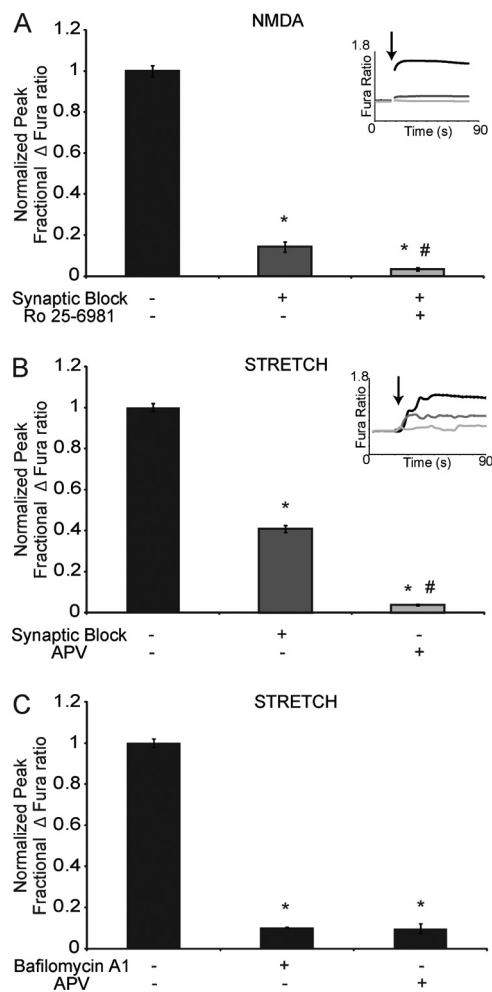 A
NMDA
Normalized Peak
Fractional Δ Fura ratio
1.2
1
0.8
0.6
0.4
0.2
0
*
* #
Fura Ratio
1.8
0
Time (s)
90
Synaptic Block - + +
Ro 25-6981 - - +
B
STRETCH
Normalized Peak
Fractional Δ Fura ratio
1.2
1
0.8
0.6
0.4
0.2
0
*
* #
Fura Ratio
1.8
0
Time (s)
90
Synaptic Block - + -
APV - - +
C
STRETCH
Normalized Peak
Fractional Δ Fura ratio
1.2
1
0.8
0.6
0.4
0.2
0
*
*
Bafilomycin A1 - + -
APV - - +